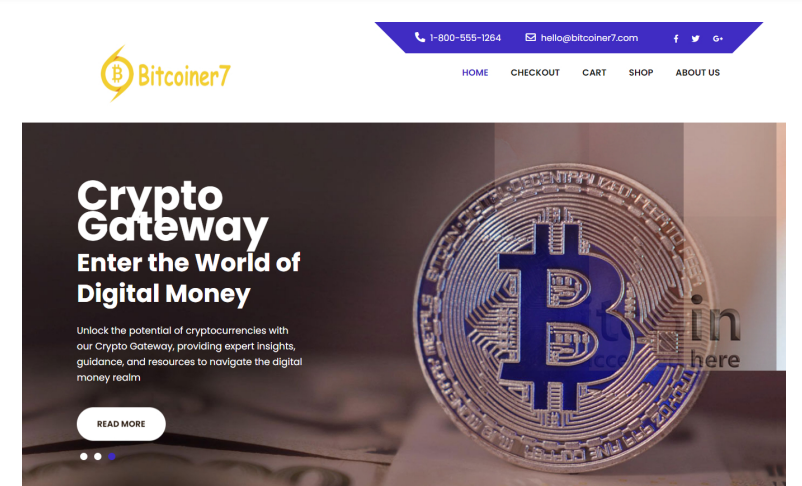 1-800-555-1264
hello@bitcoiner7.com
Bitcoiner7
HOME
CHECKOUT
CART
SHOP
ABOUT US
Crypto
Gateway
Enter the World of
Digital Money
Unlock the potential of cryptocurrencies with
our Crypto Gateway, providing expert insights,
guidance, and resources to navigate the digital
money realm
READ MORE
DECENTRALIZED
in
here